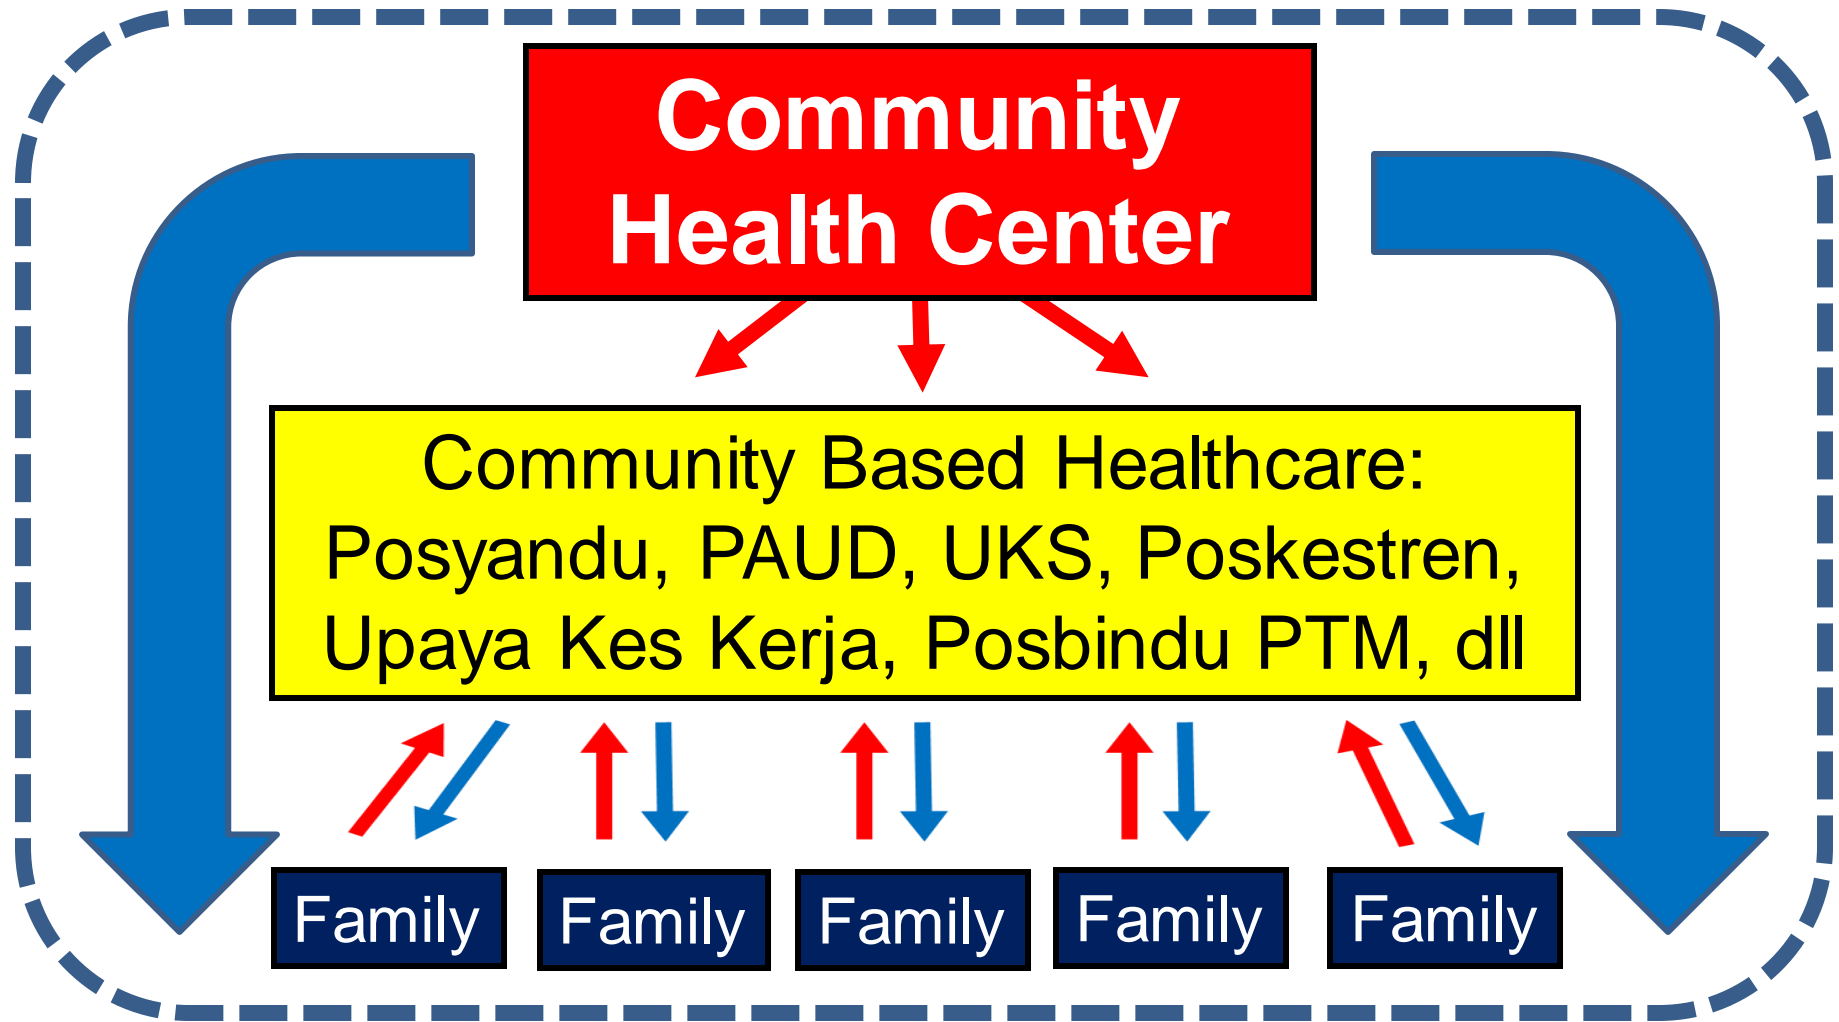 Community
Health Center
Community Based Healthcare:
Posyandu, PAUD, UKS, Poskestren,
Upaya Kes Kerja, Posbindu PTM, dll
Family
Family
Family
Family
Family